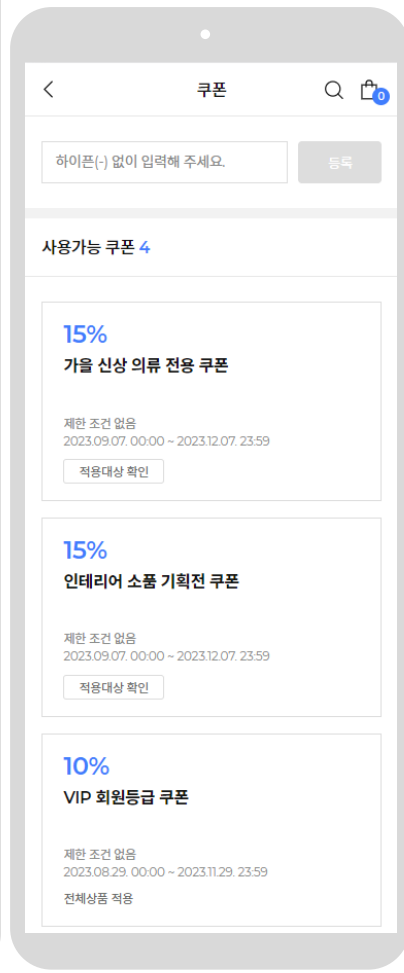 쿠폰
0
하이픈(-) 없이 입력해 주세요.
등록
사용가능 쿠폰 4
15%
가을 신상 의류 전용 쿠폰
제한 조건 없음
2023.09.07. 00:00 ~ 2023.12.07. 23:59
적용대상 확인
15%
인테리어 소품 기획전 쿠폰
제한 조건 없음
2023.09.07. 00:00 ~ 2023.12.07. 23:59
적용대상 확인
10%
VIP 회원등급 쿠폰
제한 조건 없음
2023.08.29. 00:00 ~ 2023.11.29. 23:59
전체상품 적용